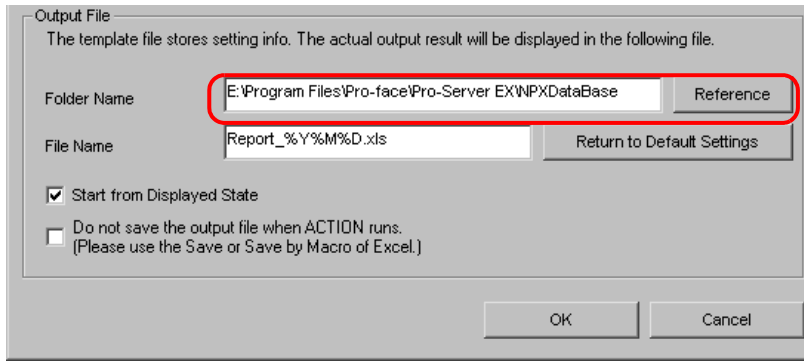 Output File
The template file stores setting info. The actual output result will be displayed in the following file.
Folder Name
E:\Program Files\Pro-face\Pro-Server EX\NPXDataBase
Reference
File Name
Report_%Y%M%D.xls
Return to Default Settings
Start from Displayed State
Do not save the output file when ACTION runs.
(Please use the Save or Save by Macro of Excel.)
OK
Cancel